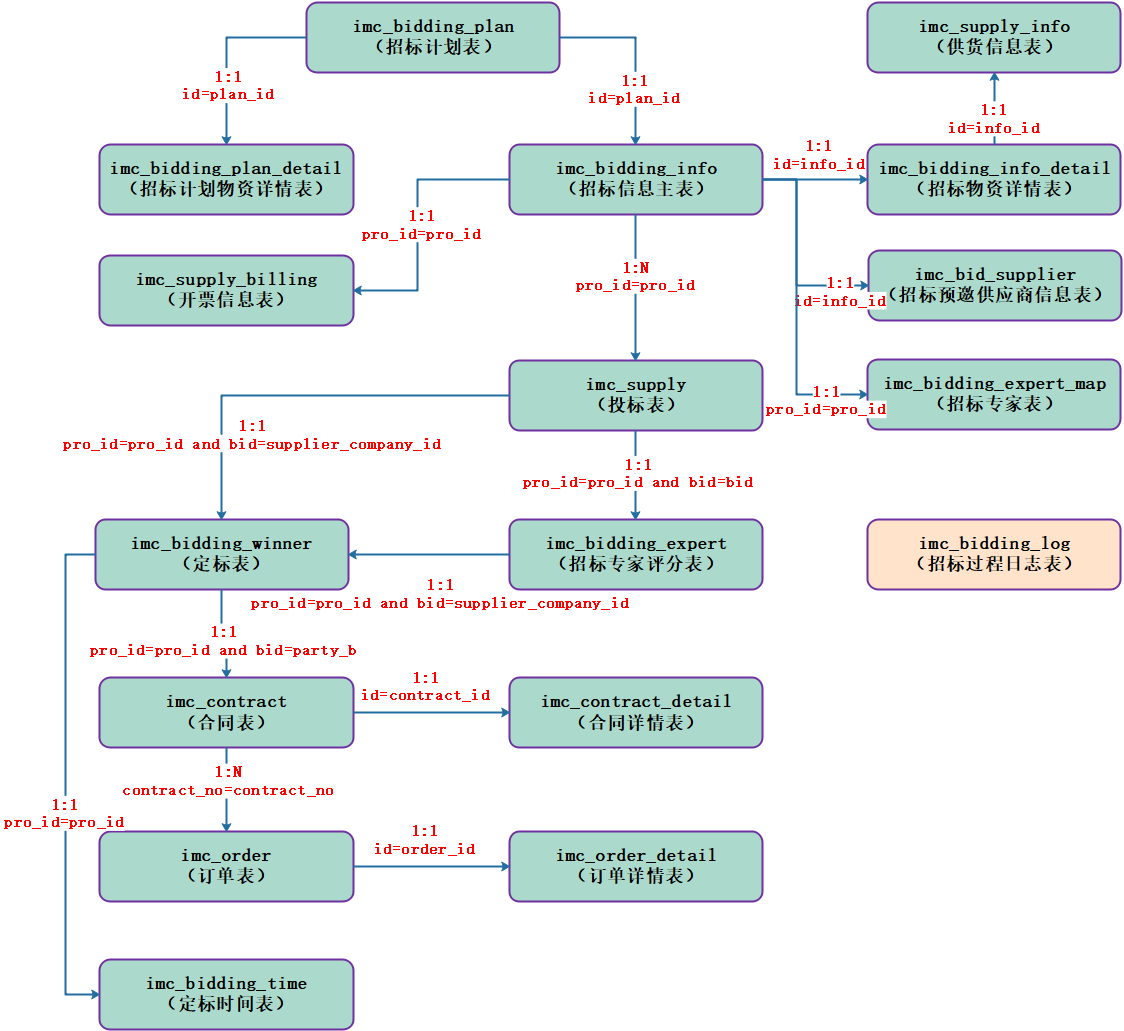 imc_bidding_plan
（招标计划表）
imc_supply_info
（供货信息表）
1:1
id=plan_id
1:1
id=plan_id
1:1
id=info_id
imc_bidding_plan_detail
（招标计划物资详情表）
imc_bidding_info
（招标信息主表）
1:1
id=info_id
imc_bidding_info_detail
（招标物资详情表）
1:1
pro_id=pro_id
imc_supply_billing
（开票信息表）
1:N
pro_id=pro_id
1:1
id=info_id
imc_bid_supplier
（招标预邀供应商信息表）
imc_supply
（投标表）
1:1
pro_id=pro_id
imc_bidding_expert_map
（招标专家表）
1:1
pro_id=pro_id and bid=supplier_company_id
1:1
pro_id=pro_id and bid=bid
imc_bidding_winner
（定标表）
imc_bidding_expert
（招标专家评分表）
imc_bidding_log
（招标过程日志表）
1:1
pro_id=pro_id and bid=supplier_company_id
1:1
pro_id=pro_id and bid=party_b
imc_contract
（合同表）
1:1
id=contract_id
imc_contract_detail
（合同详情表）
1:N
contract_no=contract_no
1:1
pro_id=pro_id
imc_order
（订单表）
1:1
id=order_id
imc_order_detail
（订单详情表）
imc_bidding_time
（定标时间表）